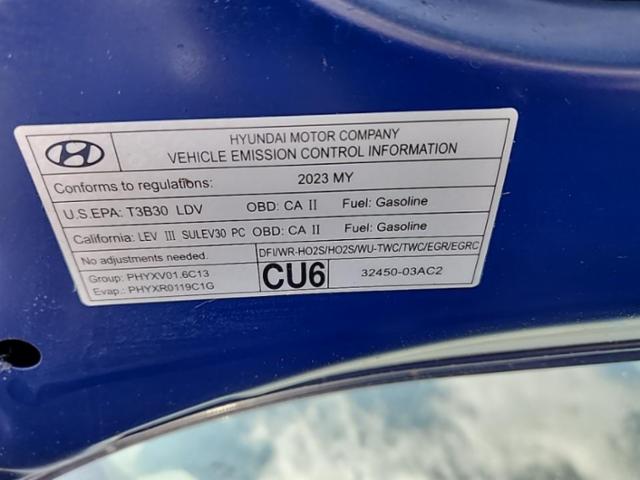 HYUNDAI MOTOR COMPANY
VEHICLE EMISSION CONTROL INFORMATION
Conforms to regulations: 2023 MY
U.S.EPA: T3B30 LDV OBD: CA II Fuel: Gasoline
California: LEV III SULEV30 PC OBD: CA II Fuel: Gasoline
No adjustments needed. DFI/WR-HO2S/HO2S/WU-TWC/TWC/EGR/EGRC
Group: PHYXV01.6C13 CU6 32450-03AC2
Evap.: PHYXR0119C1G